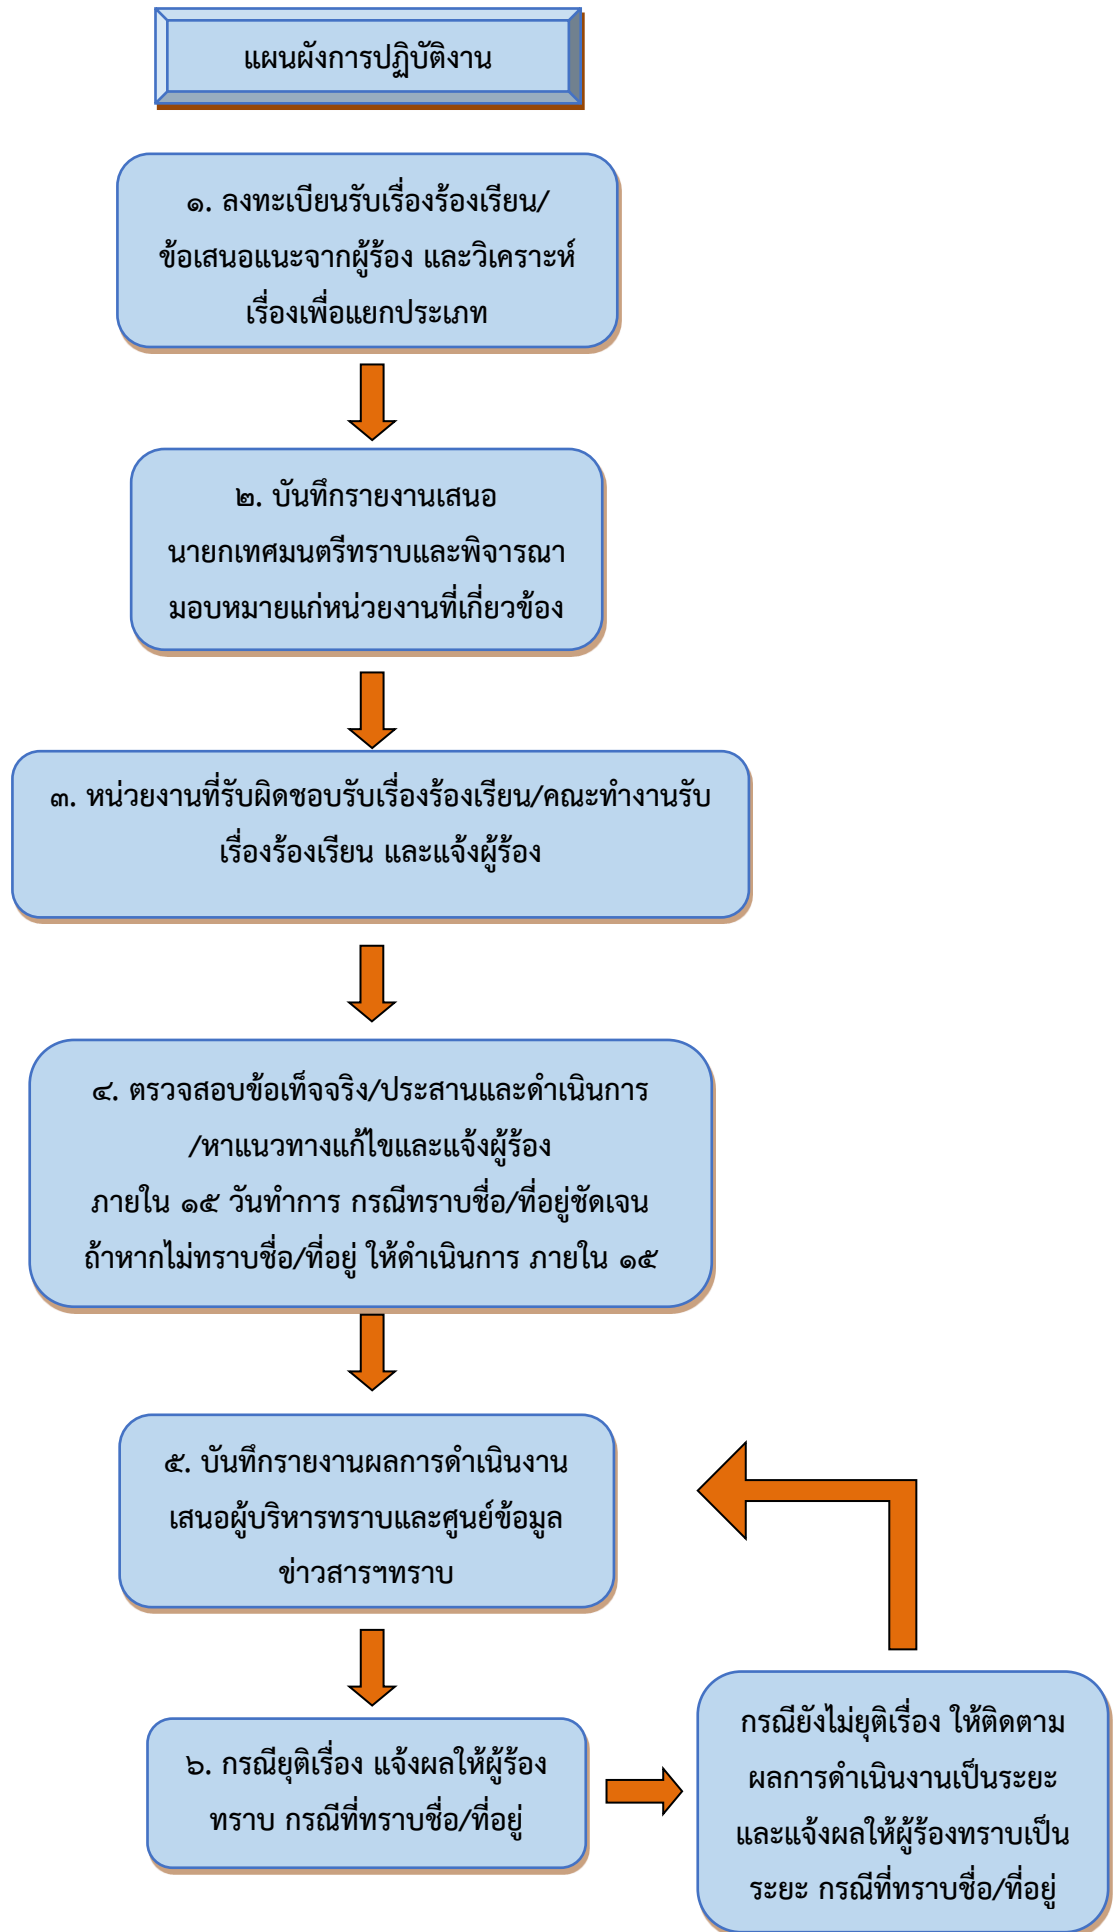 แผนผังการปฏิบัติงาน
๑. ลงทะเบียนรับเรื่องร้องเรียน/
ข้อเสนอแนะจากผู้ร้อง และวิเคราะห์
เรื่องเพื่อแยกประเภท
๒. บันทึกรายงานเสนอ
นายกเทศมนตรีทราบและพิจารณา
มอบหมายแก่หน่วยงานที่เกี่ยวข้อง
๓. หน่วยงานที่รับผิดชอบรับเรื่องร้องเรียน/คณะทำงานรับ
เรื่องร้องเรียน และแจ้งผู้ร้อง
๔. ตรวจสอบข้อเท็จจริง/ประสานและดำเนินการ
/หาแนวทางแก้ไขและแจ้งผู้ร้อง
ภายใน ๑๕ วันทำการ กรณีทราบชื่อ/ที่อยู่ชัดเจน
ถ้าหากไม่ทราบชื่อ/ที่อยู่ ให้ดำเนินการ ภายใน ๑๕
๕. บันทึกรายงานผลการดำเนินงาน
เสนอผู้บริหารทราบและศูนย์ข้อมูล
ข่าวสารฯทราบ
๖. กรณียุติเรื่อง แจ้งผลให้ผู้ร้อง
ทราบ กรณีที่ทราบชื่อ/ที่อยู่
กรณียังไม่ยุติเรื่อง ให้ติดตาม
ผลการดำเนินงานเป็นระยะ
และแจ้งผลให้ผู้ร้องทราบเป็น
ระยะ กรณีที่ทราบชื่อ/ที่อยู่